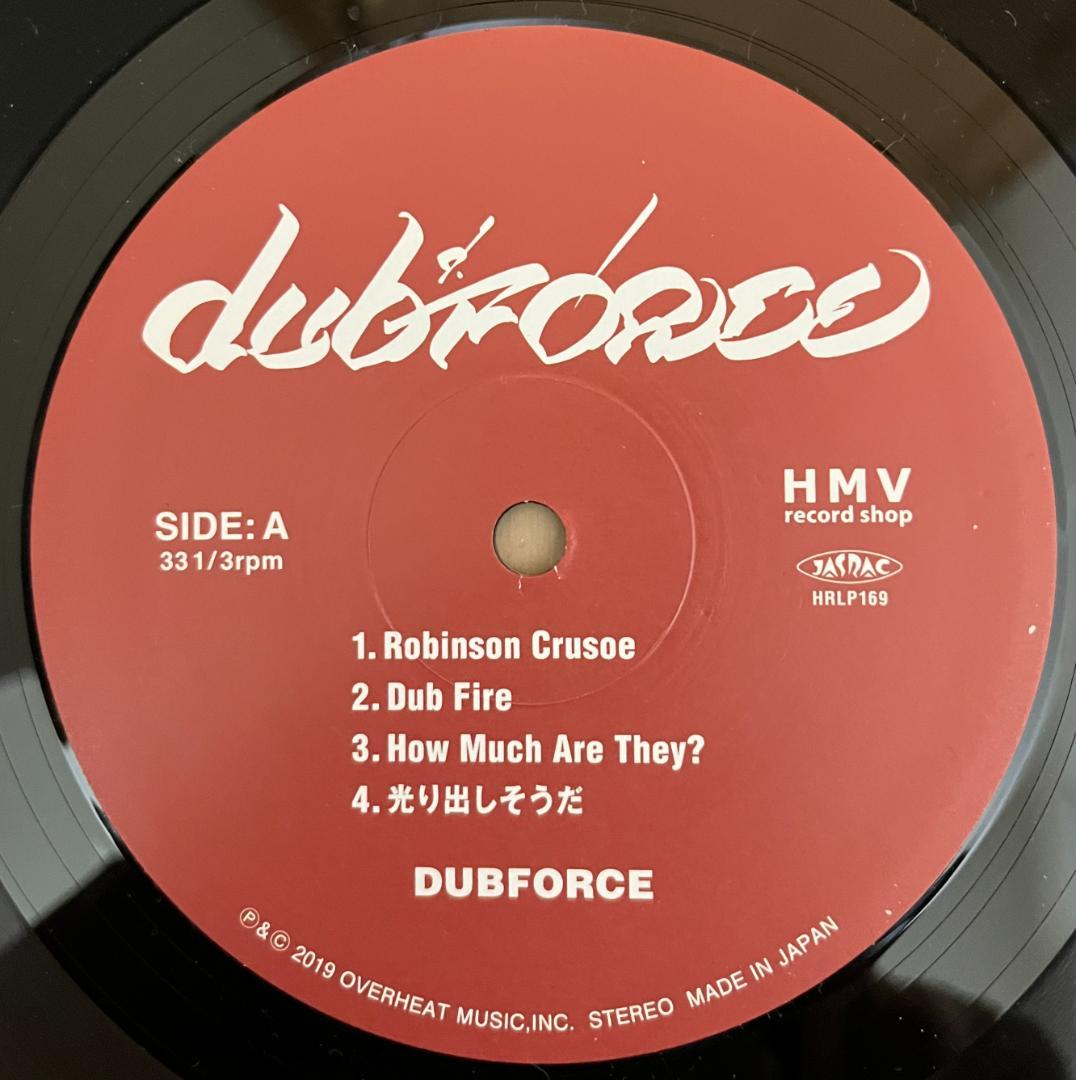 dubforce
SIDE: A
33 1/3rpm
HMV
record shop
JASRAC
HRLP169
1. Robinson Crusoe
2. Dub Fire
3. How Much Are They?
4. 光り出しそうだ
DUBFORCE
Ⓟ&Ⓒ 2019 OVERHEAT MUSIC,INC. STEREO MADE IN JAPAN